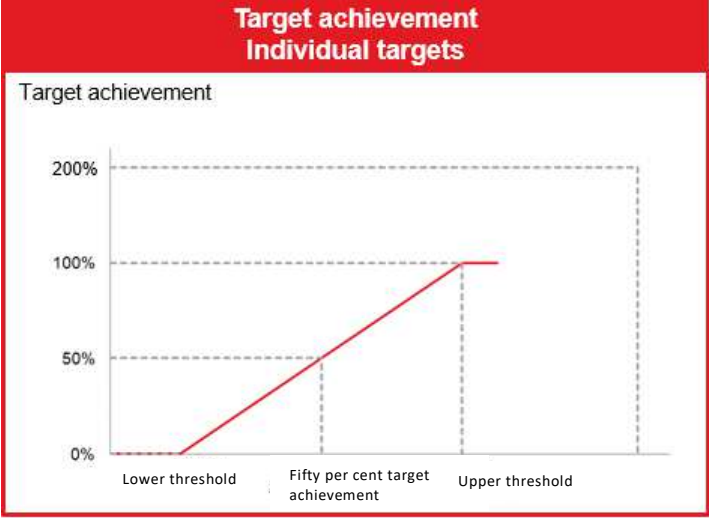 Target achievement
Individual targets
Target achievement
200%
100%
50%
0%
Lower threshold
Fifty per cent target
achievement
Upper threshold